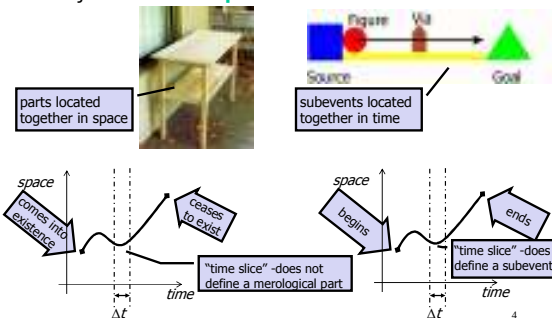 Figure Via
Source Goal
parts located
together in space
subevents located
together in time
space
comes into
existence
ceases
to exist
"time slice" -does not
define a merological part
time
Δt
space
begins
ends
"time slice" -does
define a subevent
time
Δt
4